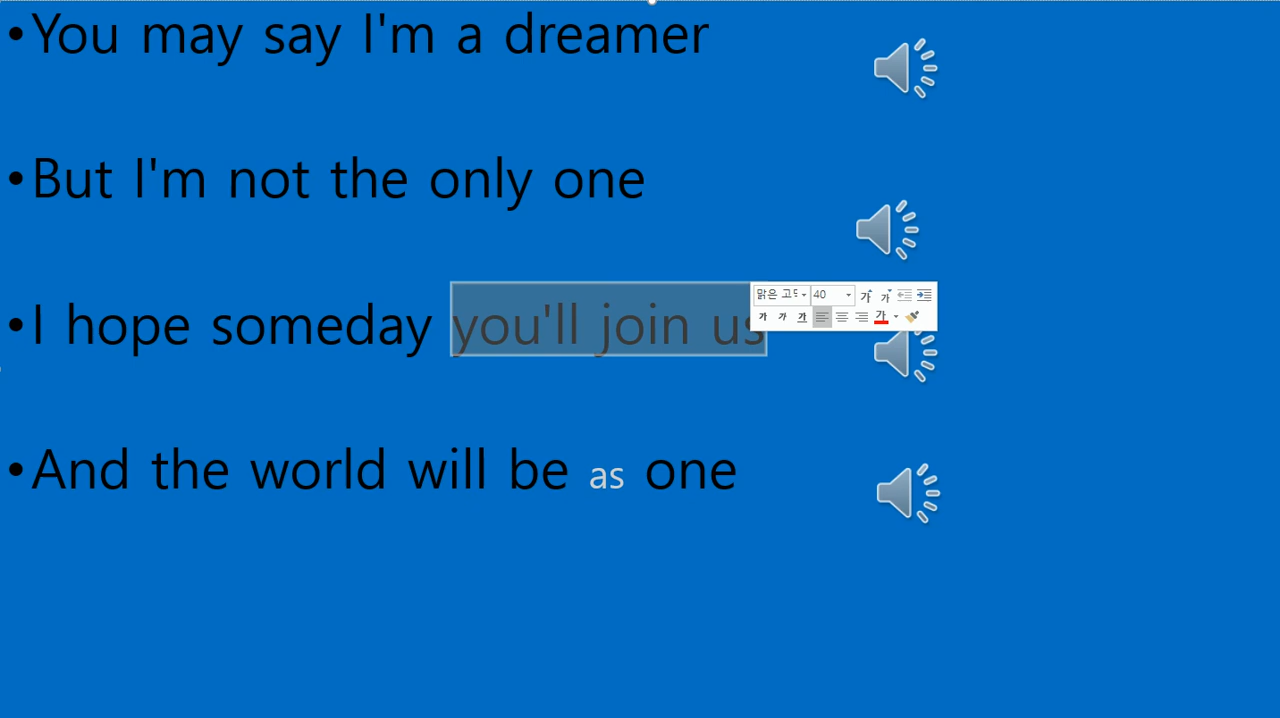 •You may say I'm a dreamer
•But I'm not the only one
맑은 고딕 40 가 가
•I hope someday you'll join us
가 가 가 가
•And the world will be as one